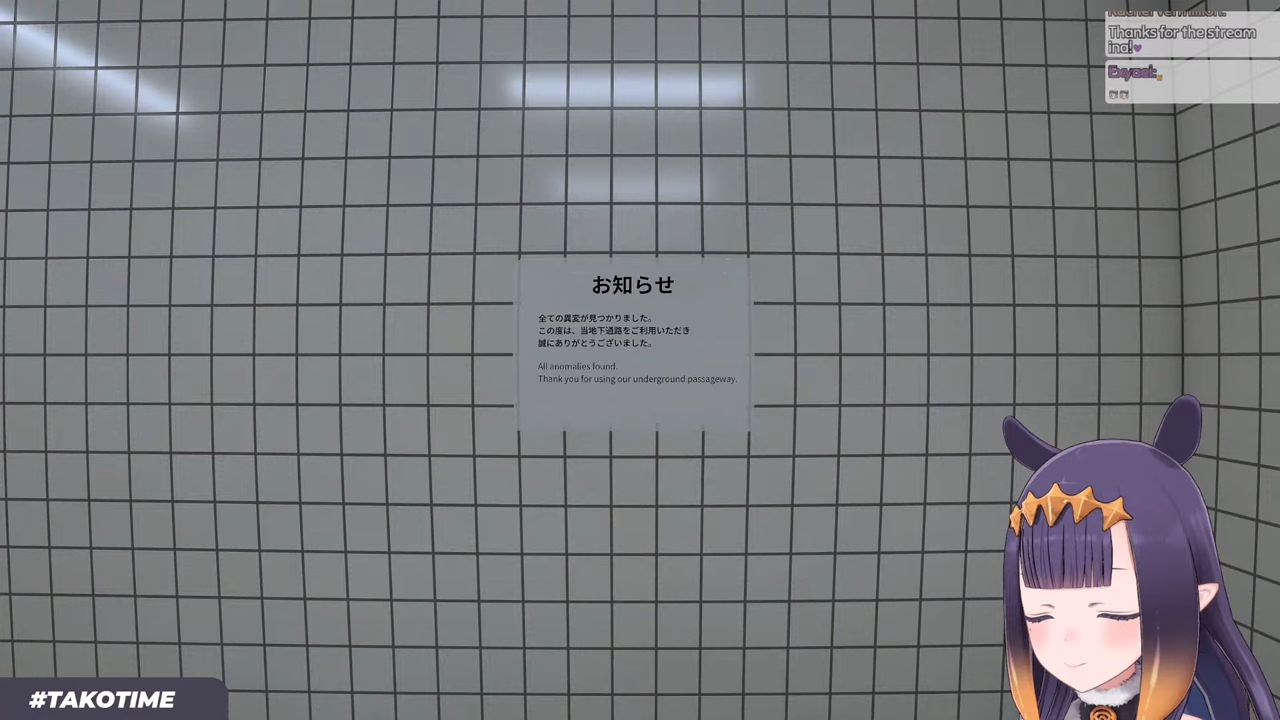 Thanks for the stream
ina!
お知らせ
全ての異変が見つかりました。
この度は、当地下通路をご利用いただき
誠にありがとうございました。
All anomalies found.
Thank you for using our underground passageway.
#TAKOTIME